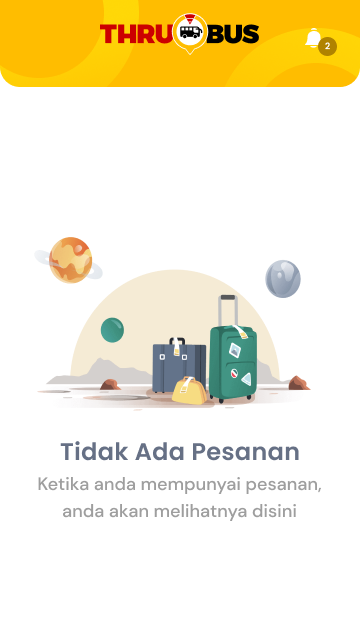 THRU BUS
2
Tidak Ada Pesanan
Ketika anda mempunyai pesanan,
anda akan melihatnya disini